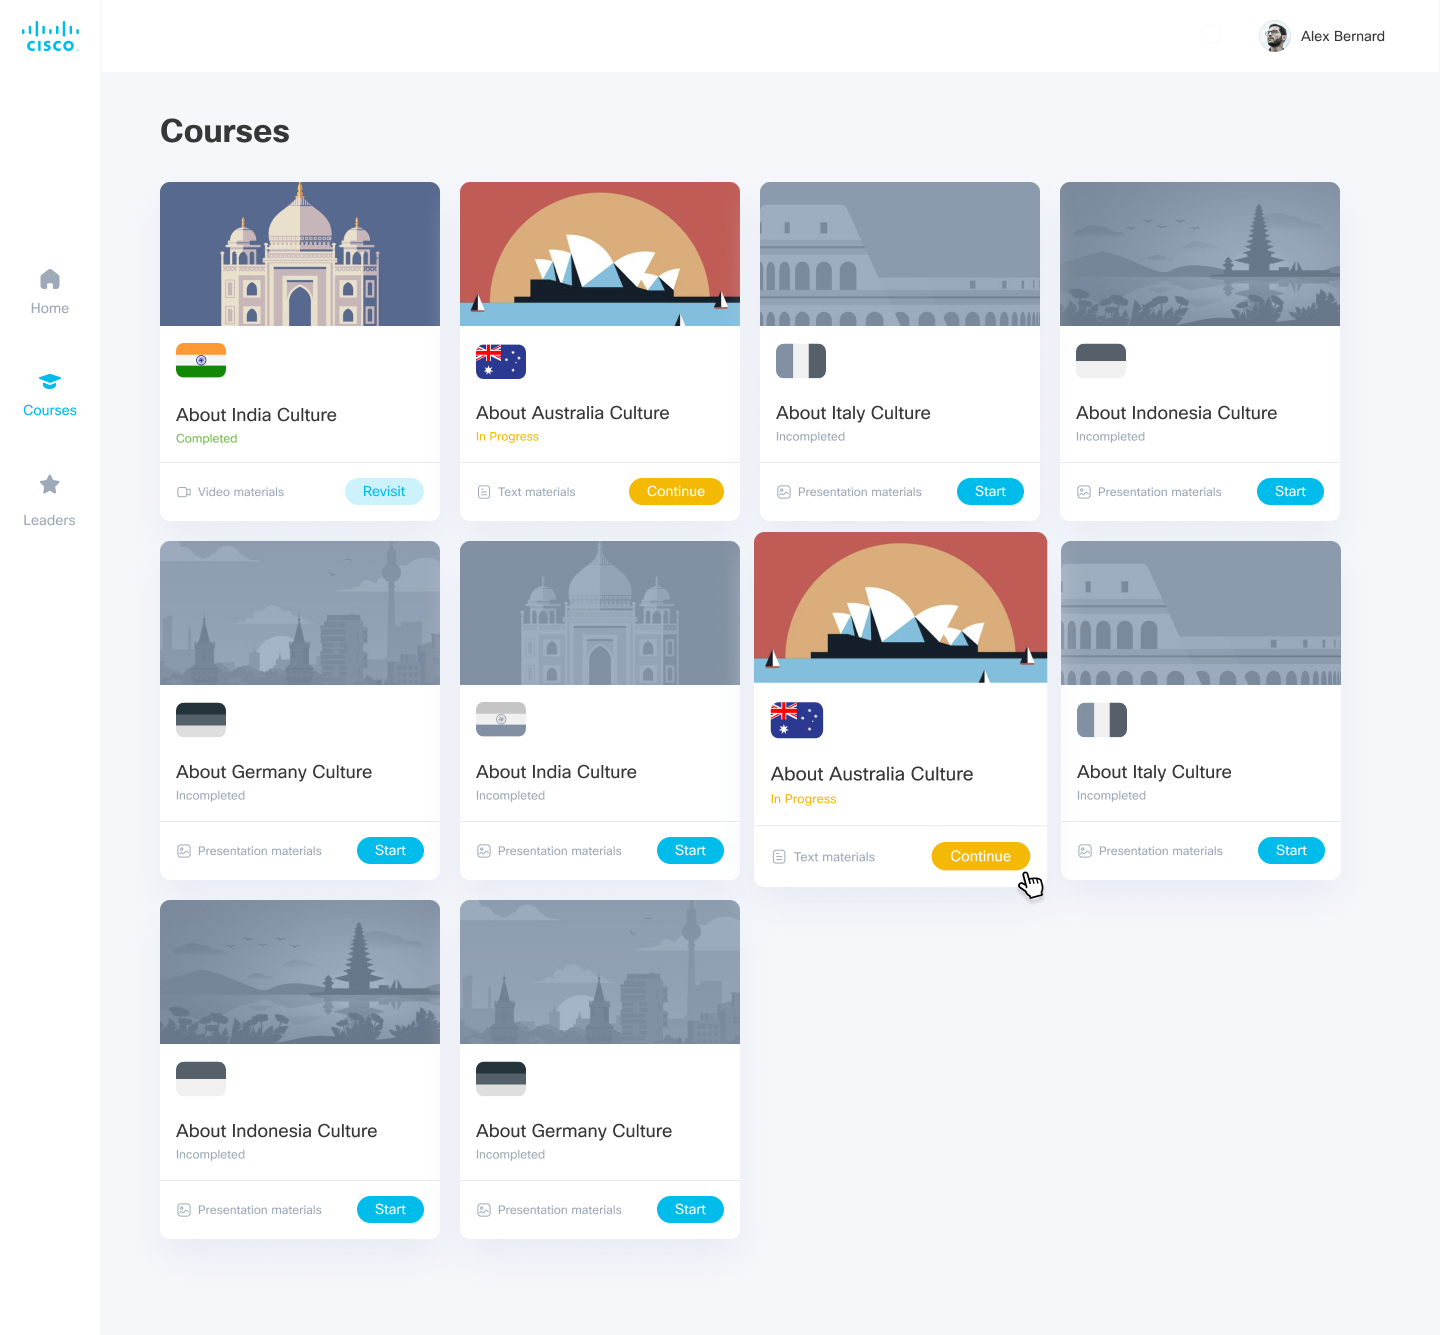 CISCO
Alex Bernard
Courses
Home
Courses
Leaders
About India Culture
Completed
Video materials
Revisit
About Australia Culture
In Progress
Text materials
Continue
About Italy Culture
Incompleted
Presentation materials
Start
About Indonesia Culture
Incompleted
Presentation materials
Start
About Germany Culture
Incompleted
Presentation materials
Start
About India Culture
Incompleted
Presentation materials
Start
About Australia Culture
In Progress
Text materials
Continue
About Italy Culture
Incompleted
Presentation materials
Start
About Indonesia Culture
Incompleted
Presentation materials
Start
About Germany Culture
Incompleted
Presentation materials
Start